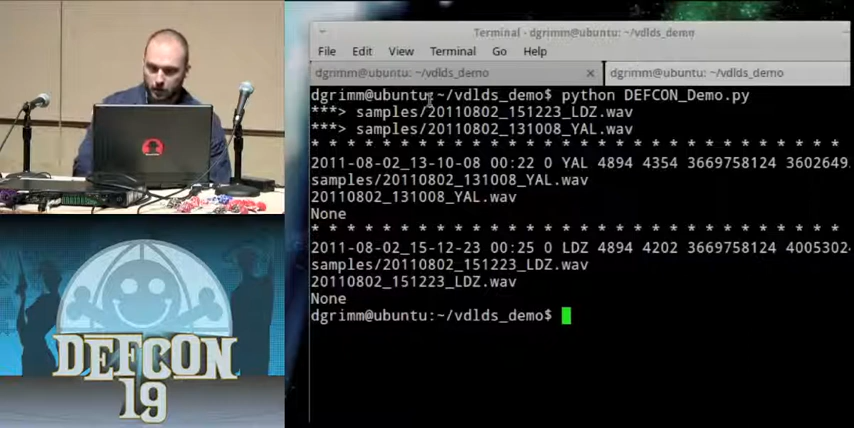 Terminal - dgrimm@ubuntu: ~/vdlds_demo
File Edit View Terminal Go Help
dgrimm@ubuntu: ~/vdlds_demo
dgrimm@ubuntu: ~/vdlds_demo
dgrimm@ubuntu:~/vdlds_demo$ python DEFCON_Demo.py
***> samples/20110802_151223_LDZ.wav
***> samples/20110802_131008_YAL.wav
* * * * * * * * * * * * * * * * * * * * * * * * * * * * * *
2011-08-02_13-10-08 00:22 0 YAL 4894 4354 3669758124 3602649
samples/20110802_131008_YAL.wav
20110802_131008_YAL.wav
None
* * * * * * * * * * * * * * * * * * * * * * * * * * * * * *
2011-08-02_15-12-23 00:25 0 LDZ 4894 4202 3669758124 4005302
samples/20110802_151223_LDZ.wav
20110802_151223_LDZ.wav
None
dgrimm@ubuntu:~/vdlds_demo$
DEFCON
19